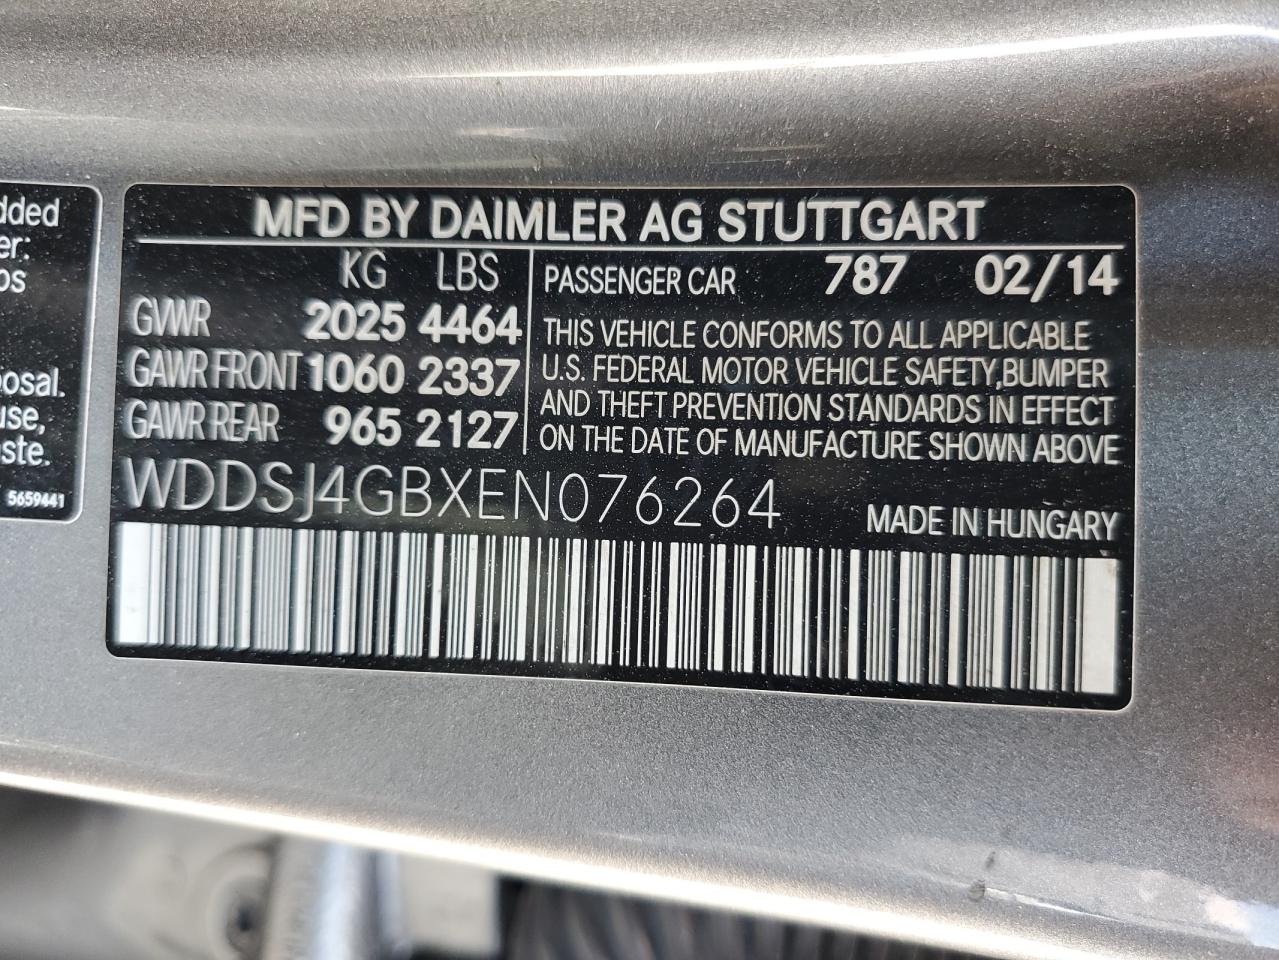 dded
er:
os
posal.
use,
ste.
5659441
MFD BY DAIMLER AG STUTTGART
KG LBS
GVWR 2025 4464
GAWR FRONT 1060 2337
GAWR REAR 965 2127
PASSENGER CAR 787 02/14
THIS VEHICLE CONFORMS TO ALL APPLICABLE
U.S. FEDERAL MOTOR VEHICLE SAFETY,BUMPER
AND THEFT PREVENTION STANDARDS IN EFFECT
ON THE DATE OF MANUFACTURE SHOWN ABOVE
WDDSJ4GBXEN076264
MADE IN HUNGARY